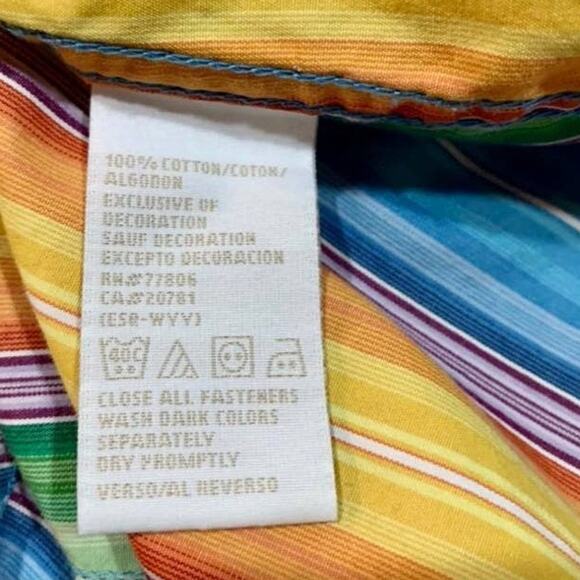 100% COTTON/COTON/
ALGODON
EXCLUSIVE OF
DECORATION
SAUF DECORATION
EXCEPTO DECORACION
RN#77806
CA#20781
(ESR-WYY)
40C
CLOSE ALL FASTENERS
WASH DARK COLORS
SEPARATELY
DRY PROMPTLY
VERSO/AL REVERSO